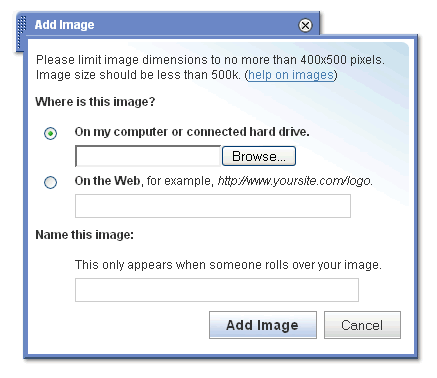 Add Image
Please limit image dimensions to no more than 400x500 pixels.
Image size should be less than 500k. (help on images)
Where is this image?
On my computer or connected hard drive.
Browse...
On the Web, for example, http://www.yoursite.com/logo.
Name this image:
This only appears when someone rolls over your image.
Add Image
Cancel